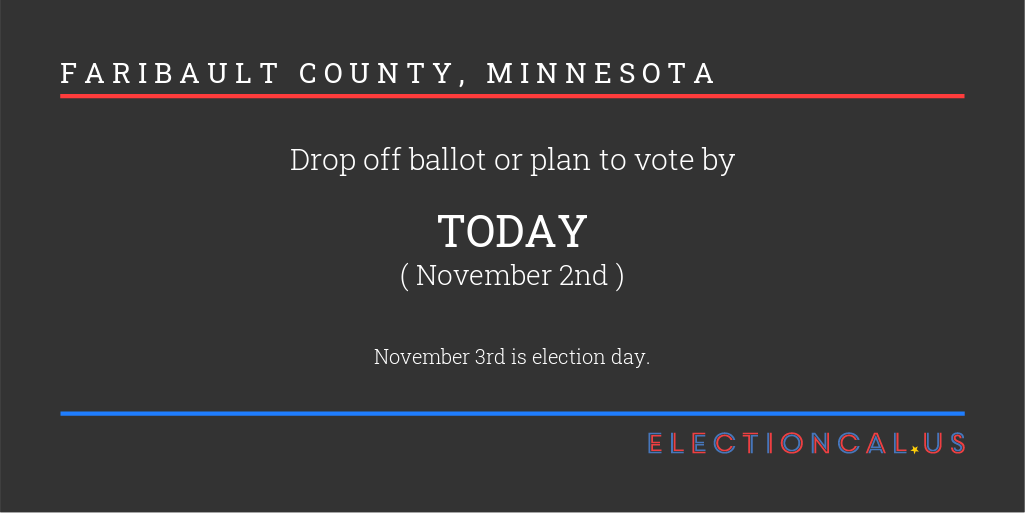 FARIBAULT COUNTY, MINNESOTA
Drop off ballot or plan to vote by
TODAY
( November 2nd )
November 3rd is election day.
ELECTIONCAL.US